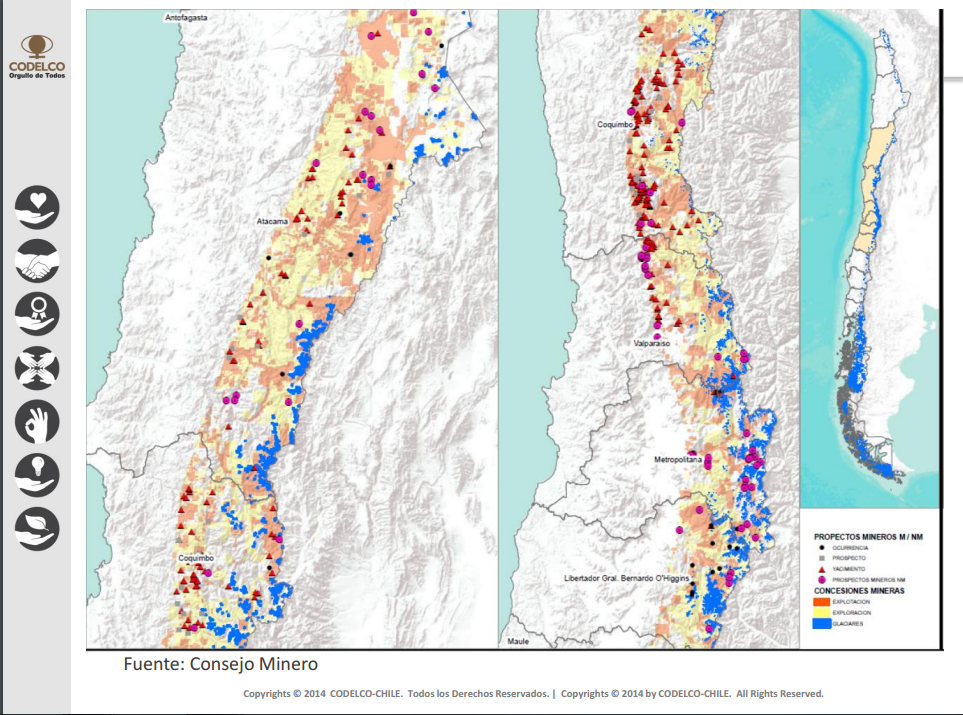 CODELCO
Orgullo de Todos
Antofagasta
Atacama
Coquimbo
Coquimbo
Valparaiso
Metropolitana
Libertador Gral. Bernardo O'Higgins
Maule
PROPECTOS MINEROS M / NM
OCURRENCIA
PROSPECTO
YACIMIENTO
PROSPECTOS MINEROS NM
CONCESIONES MINERAS
EXPLOTACION
EXPLORACION
GLACIARES
Fuente: Consejo Minero
Copyrights © 2014 CODELCO-CHILE. Todos los Derechos Reservados. | Copyrights © 2014 by CODELCO-CHILE. All Rights Reserved.